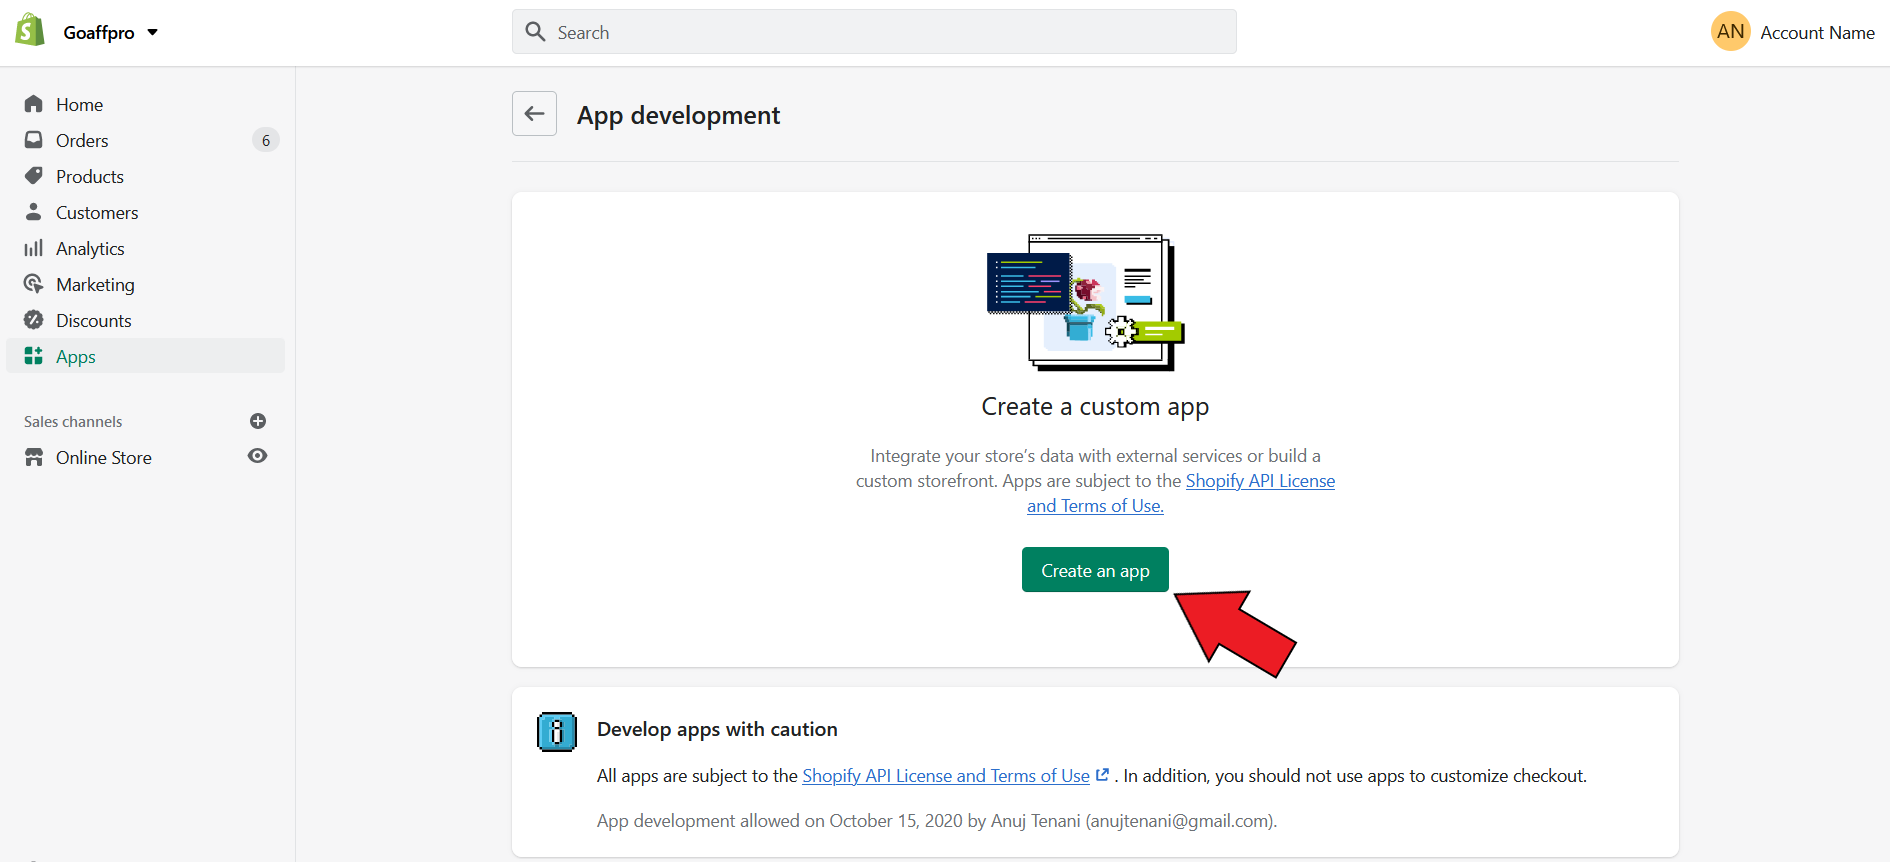 Goaffpro
Search
AN Account Name
Home
Orders 6
Products
Customers
Analytics
Marketing
Discounts
Apps
Sales channels
Online Store
App development
Create a custom app
Integrate your store’s data with external services or build a
custom storefront. Apps are subject to the Shopify API License
and Terms of Use.
Create an app
Develop apps with caution
All apps are subject to the Shopify API License and Terms of Use . In addition, you should not use apps to customize checkout.
App development allowed on October 15, 2020 by Anuj Tenani (anujtenani@gmail.com).